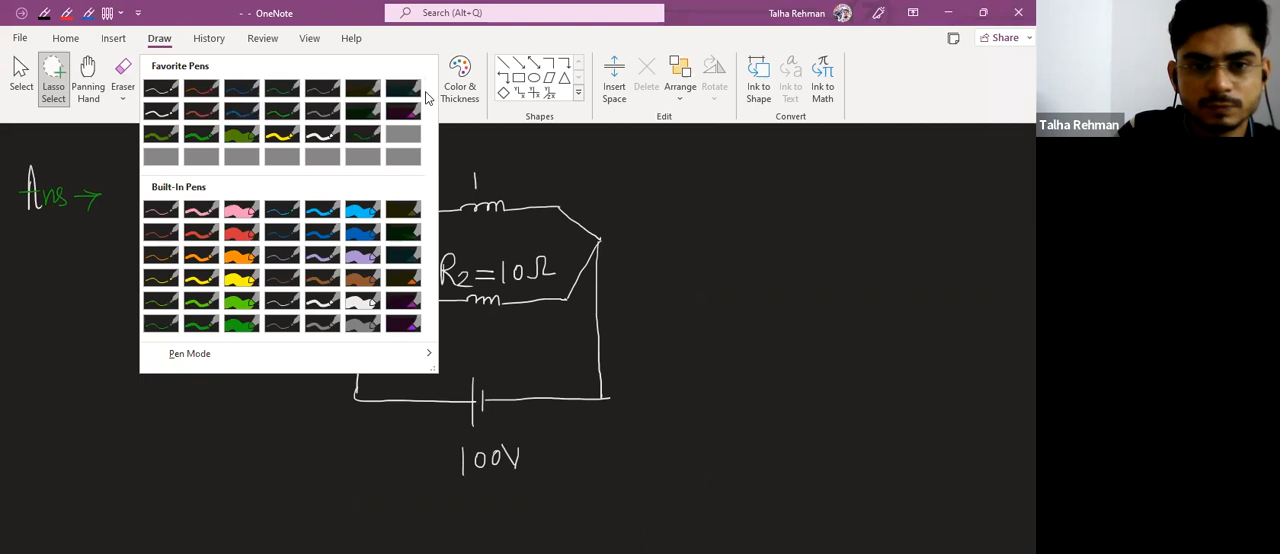 - - OneNote
Search (Alt+Q)
Talha Rehman
File
Home
Insert
Draw
History
Review
View
Help
Share
Select
Lasso Select
Panning Hand
Eraser
Favorite Pens
Built-In Pens
Pen Mode
Color & Thickness
Shapes
Insert Space
Delete
Arrange
Rotate
Edit
Ink to Shape
Ink to Text
Ink to Math
Convert
Talha Rehman
Ans →
1
R2=10Ω
100V